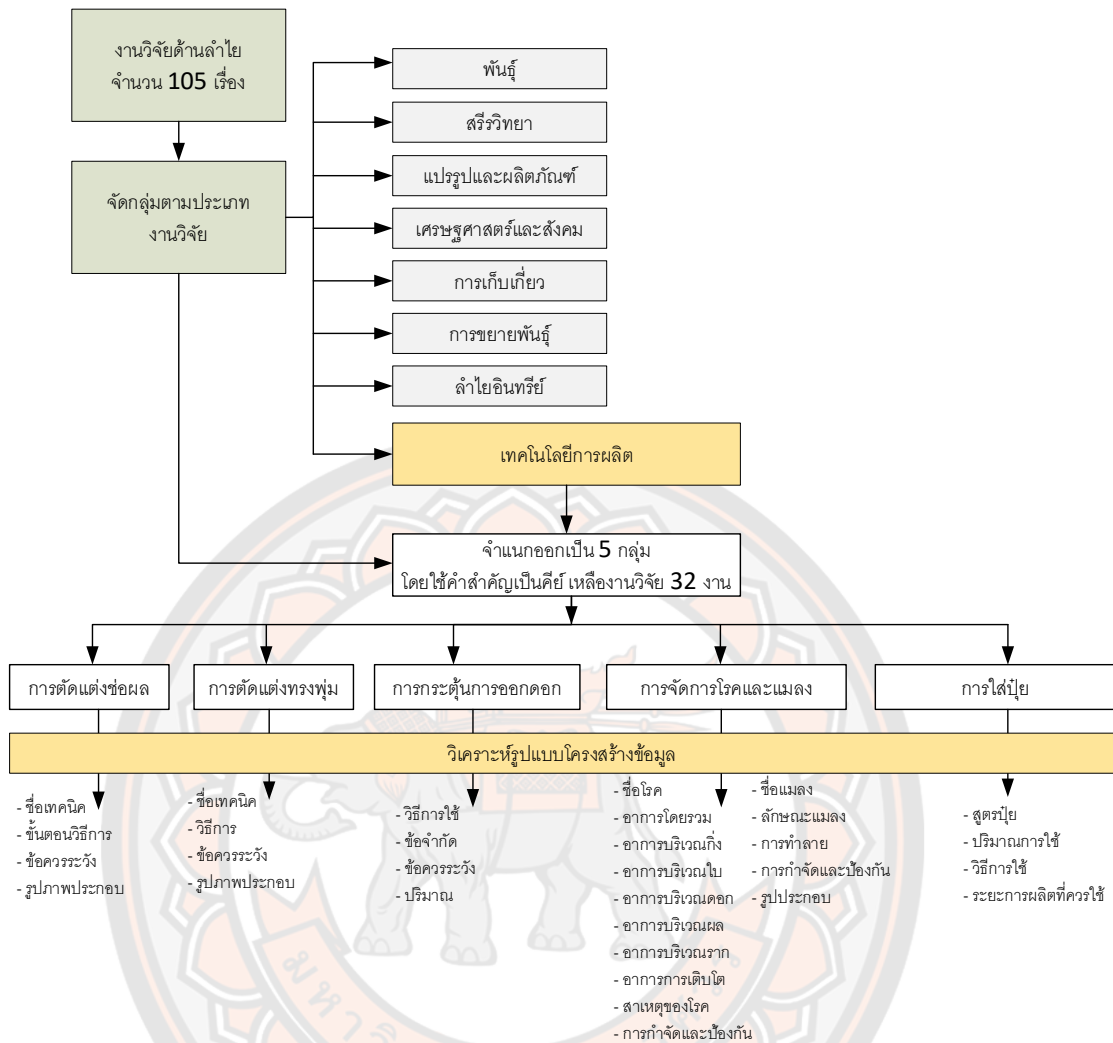 งานวิจัยด้านลำไย
จำนวน 105 เรื่อง
จัดกลุ่มตามประเภท
งานวิจัย
พันธุ์
สรีรวิทยา
แปรรูปและผลิตภัณฑ์
เศรษฐศาสตร์และสังคม
การเก็บเกี่ยว
การขยายพันธุ์
ลำไยอินทรีย์
เทคโนโลยีการผลิต
จำแนกออกเป็น 5 กลุ่ม
โดยใช้คำสำคัญเป็นคีย์ เหลืองานวิจัย 32 งาน
การตัดแต่งช่อผล
การตัดแต่งทรงพุ่ม
การกระตุ้นการออกดอก
การจัดการโรคและแมลง
การใส่ปุ๋ย
วิเคราะห์รูปแบบโครงสร้างข้อมูล
- ชื่อเทคนิค
- ขั้นตอนวิธีการ
- ข้อควรระวัง
- รูปภาพประกอบ
- ชื่อเทคนิค
- วิธีการ
- ข้อควรระวัง
- รูปภาพประกอบ
- วิธีการใช้
- ข้อจำกัด
- ข้อควรระวัง
- ปริมาณ
- ชื่อโรค
- อาการโดยรวม
- อาการบริเวณกิ่ง
- อาการบริเวณใบ
- อาการบริเวณดอก
- อาการบริเวณผล
- อาการบริเวณราก
- อาการการเติบโต
- สาเหตุของโรค
- การกำจัดและป้องกัน
- ชื่อแมลง
- ลักษณะแมลง
- การทำลาย
- การกำจัดและป้องกัน
- รูปประกอบ
- สูตรปุ๋ย
- ปริมาณการใช้
- วิธีการใช้
- ระยะการผลิตที่ควรใช้